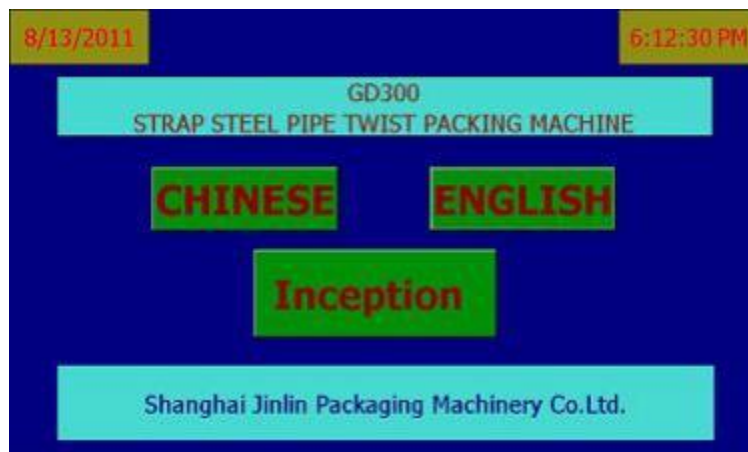 8/13/2011
6:12:30 PM
GD300
STRAP STEEL PIPE TWIST PACKING MACHINE
CHINESE
ENGLISH
Inception
Shanghai Jinlin Packaging Machinery Co.Ltd.